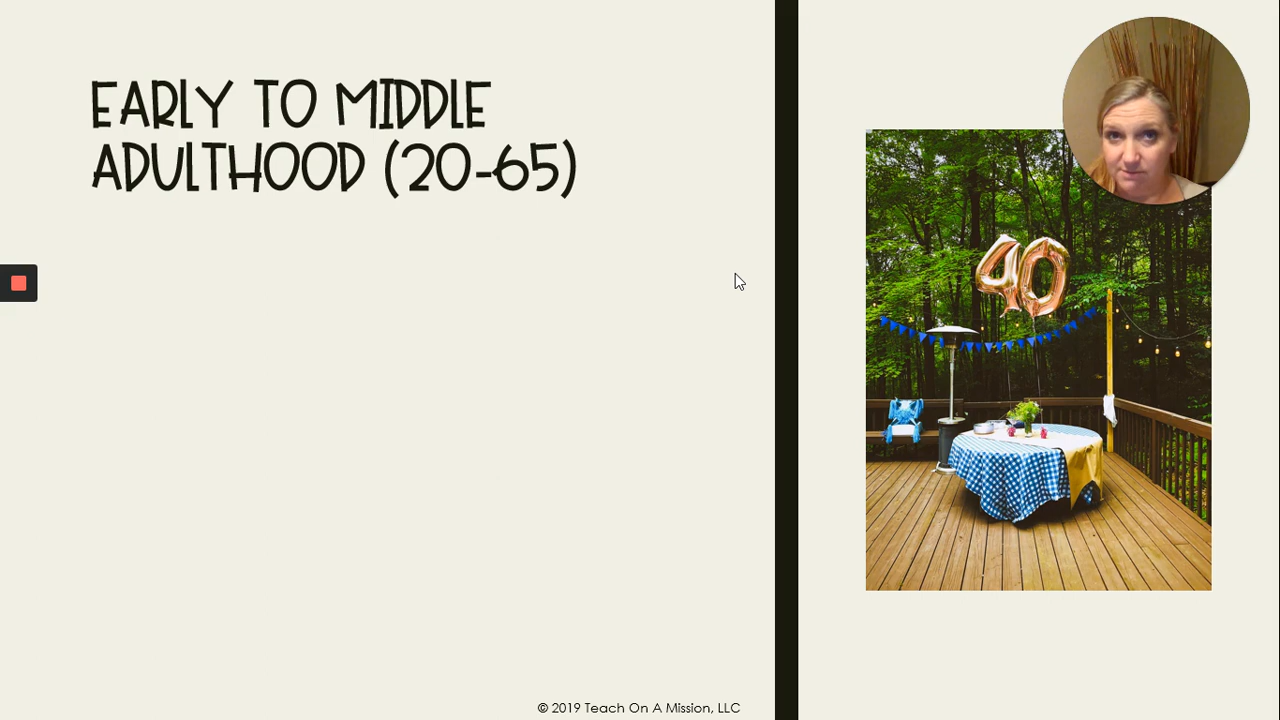 EARLY TO MIDDLE
ADULTHOOD (20-65)
40
© 2019 Teach On A Mission, LLC